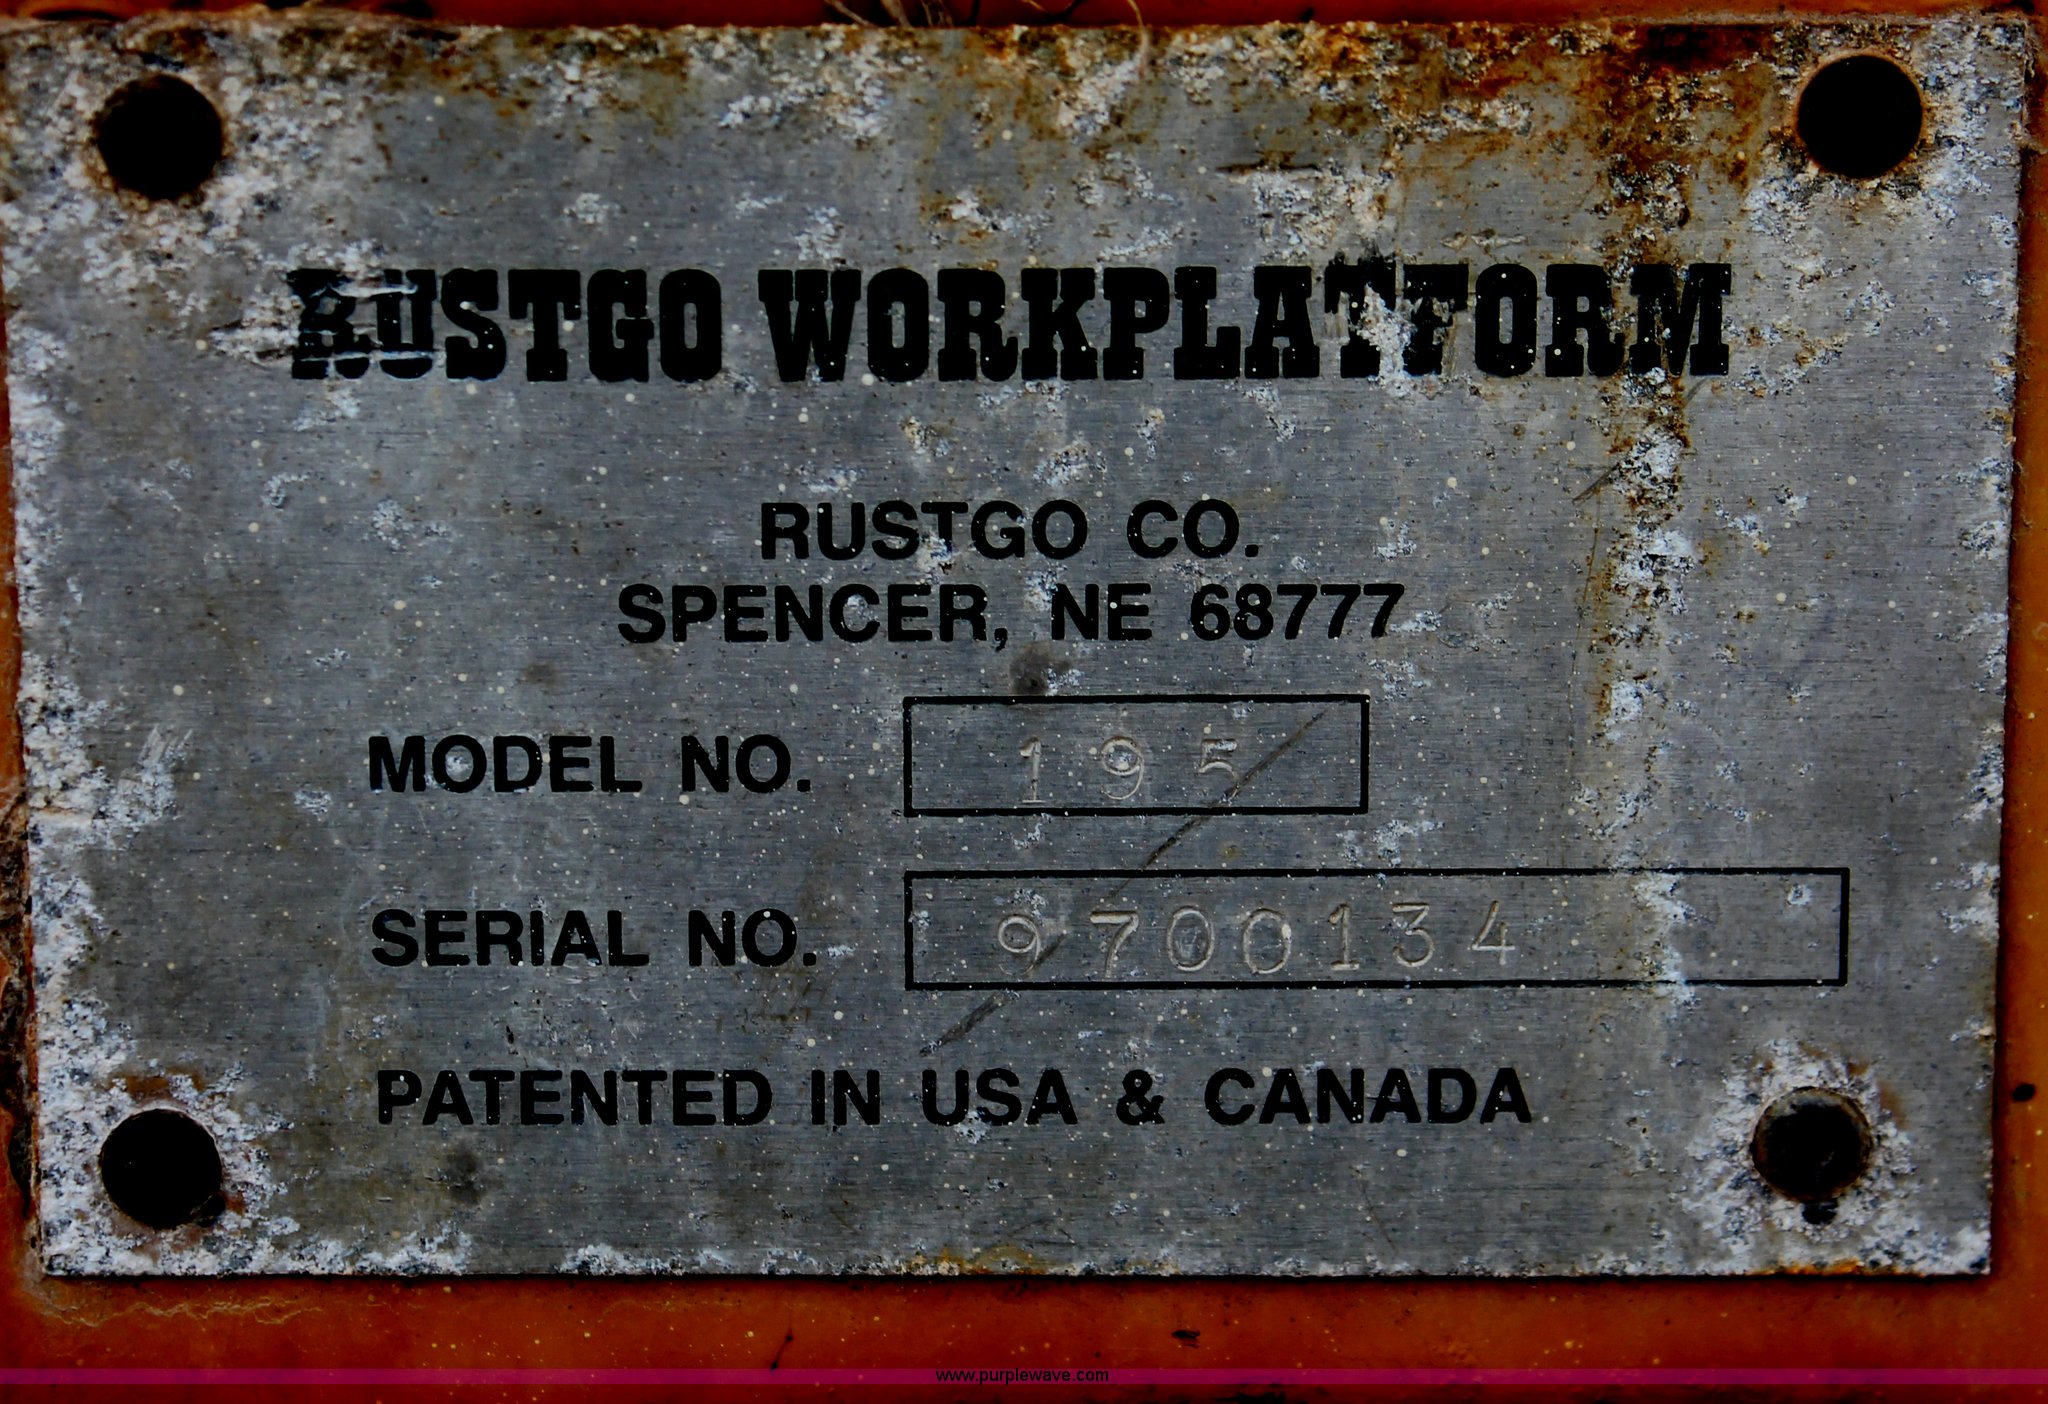 RUSTGO WORKPLATFORM
RUSTGO CO.
SPENCER, NE 68777
MODEL NO. 195
SERIAL NO. 9700134
PATENTED IN USA & CANADA
www.purplewave.com